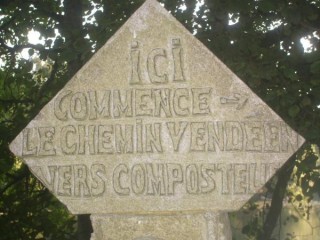 ICI
COMMENCE →
LE CHEMIN VENDEEN
VERS COMPOSTELL